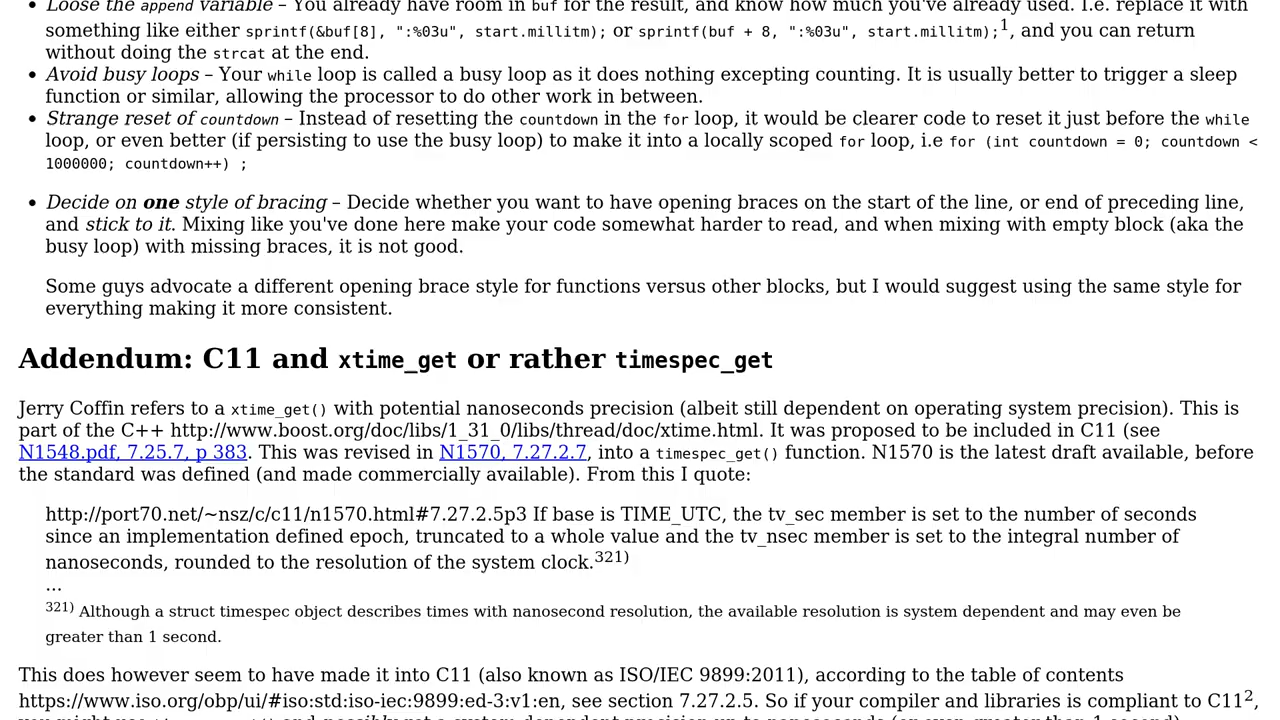 • Loose the append variable – You already have room in buf for the result, and know how much you've already used. I.e. replace it with
something like either sprintf(&buf[8], ":%03u", start.millitm); or sprintf(buf + 8, ":%03u", start.millitm);1, and you can return
without doing the strcat at the end.
• Avoid busy loops – Your while loop is called a busy loop as it does nothing excepting counting. It is usually better to trigger a sleep
function or similar, allowing the processor to do other work in between.
• Strange reset of countdown – Instead of resetting the countdown in the for loop, it would be clearer code to reset it just before the while
loop, or even better (if persisting to use the busy loop) to make it into a locally scoped for loop, i.e for (int countdown = 0; countdown <
1000000; countdown++) ;
• Decide on one style of bracing – Decide whether you want to have opening braces on the start of the line, or end of preceding line,
and stick to it. Mixing like you've done here make your code somewhat harder to read, and when mixing with empty block (aka the
busy loop) with missing braces, it is not good.
Some guys advocate a different opening brace style for functions versus other blocks, but I would suggest using the same style for
everything making it more consistent.
Addendum: C11 and xtime_get or rather timespec_get
Jerry Coffin refers to a xtime_get() with potential nanoseconds precision (albeit still dependent on operating system precision). This is
part of the C++ http://www.boost.org/doc/libs/1_31_0/libs/thread/doc/xtime.html. It was proposed to be included in C11 (see
N1548.pdf, 7.25.7, p 383. This was revised in N1570, 7.27.2.7, into a timespec_get() function. N1570 is the latest draft available, before
the standard was defined (and made commercially available). From this I quote:
http://port70.net/~nsz/c/c11/n1570.html#7.27.2.5p3 If base is TIME_UTC, the tv_sec member is set to the number of seconds
since an implementation defined epoch, truncated to a whole value and the tv_nsec member is set to the integral number of
nanoseconds, rounded to the resolution of the system clock.321)
...
321) Although a struct timespec object describes times with nanosecond resolution, the available resolution is system dependent and may even be
greater than 1 second.
This does however seem to have made it into C11 (also known as ISO/IEC 9899:2011), according to the table of contents
https://www.iso.org/obp/ui/#iso:std:iso-iec:9899:ed-3:v1:en, see section 7.27.2.5. So if your compiler and libraries is compliant to C112,